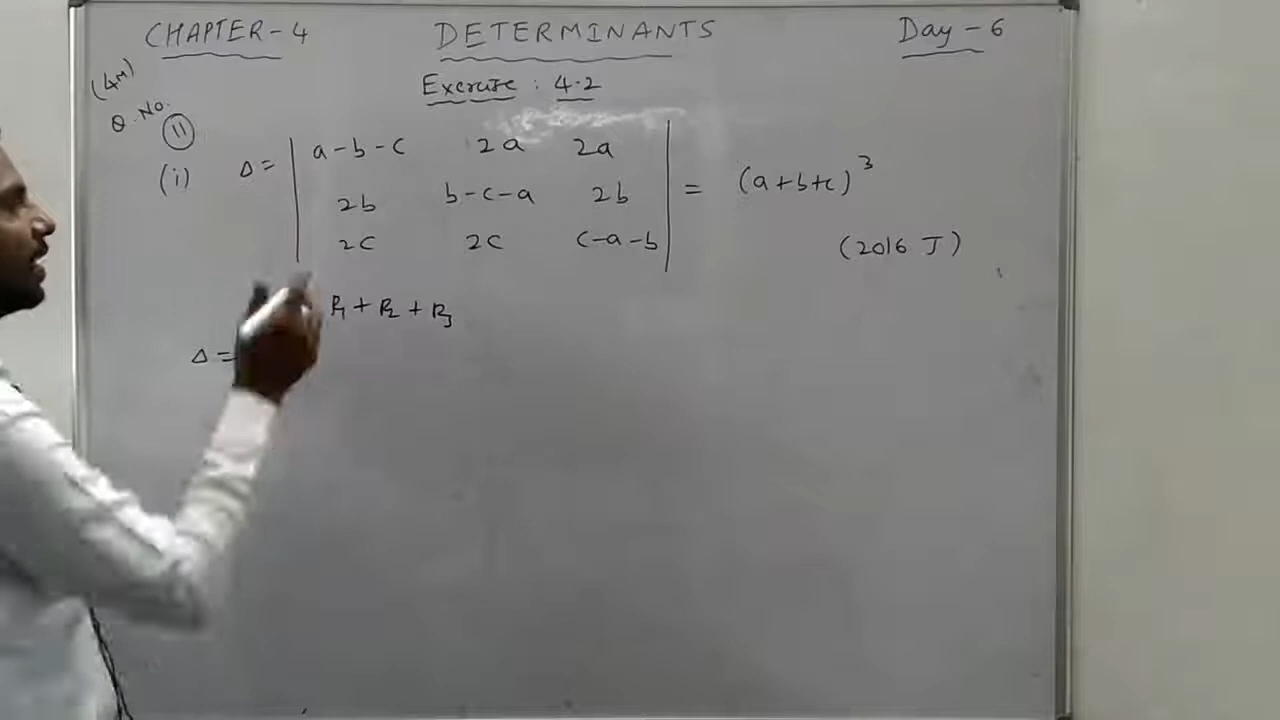 CHAPTER-4 DETERMINANTS Day-6
Exercise: 4.2
(4M)
Q. No.
11
(i) Δ = | a-b-c 2a 2a |
| 2b b-c-a 2b | = (a+b+c)³
| 2c 2c c-a-b | (2016 J)
R₁ + R₂ + R₃
Δ =